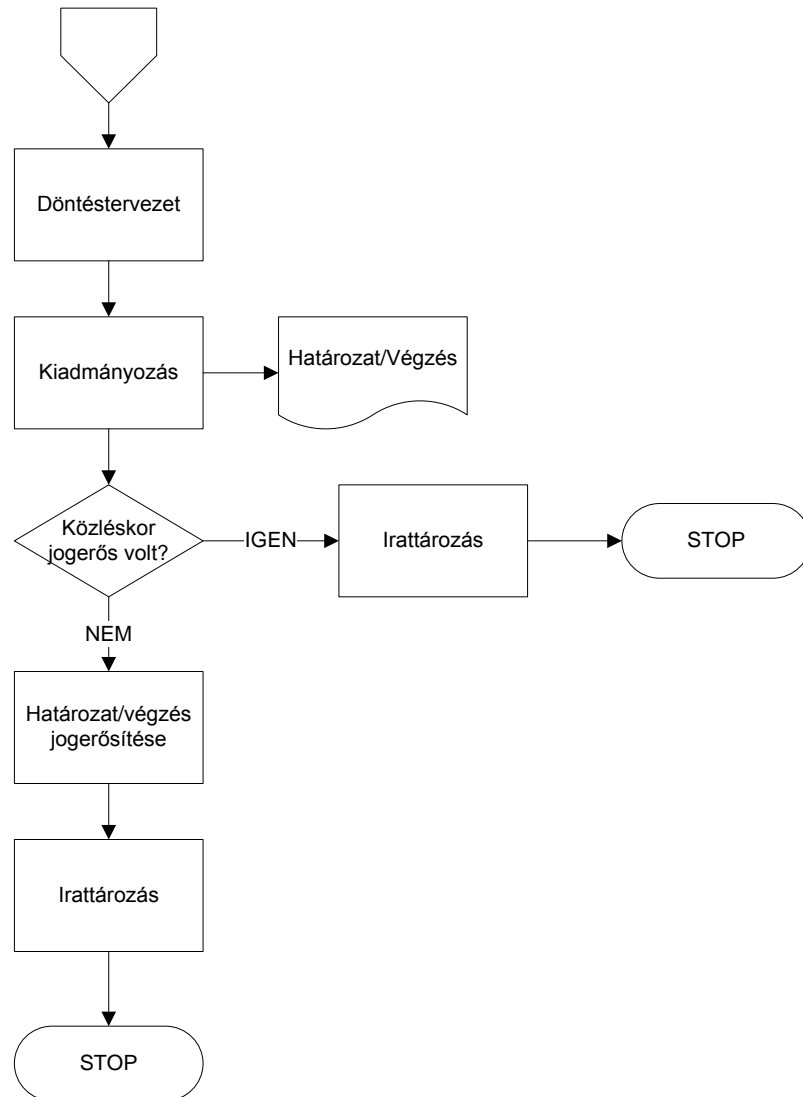 Döntéstervezet
Kiadmányozás
Határozat/Végzés
Közléskor
jogerős volt?
IGEN
Irattározás
STOP
NEM
Határozat/végzés
jogerősítése
Irattározás
STOP